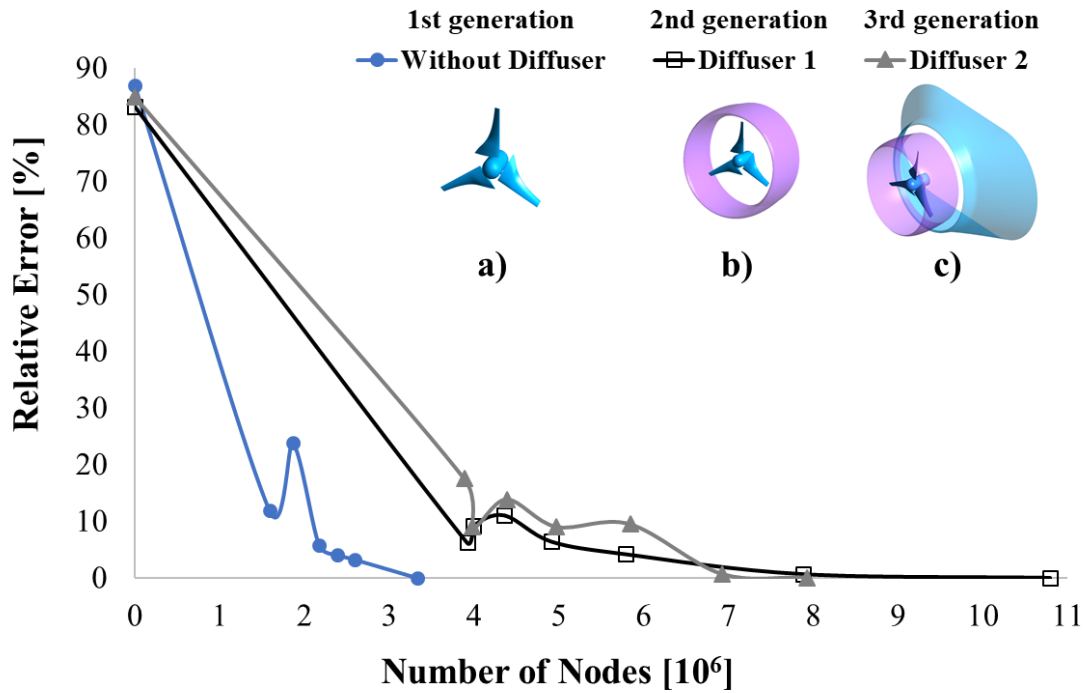 1st generation
2nd generation
3rd generation
Without Diffuser
Diffuser 1
Diffuser 2
a)
b)
c)
Relative Error [%]
90
80
70
60
50
40
30
20
10
0
0 1 2 3 4 5 6 7 8 9 10 11
Number of Nodes [10⁶]